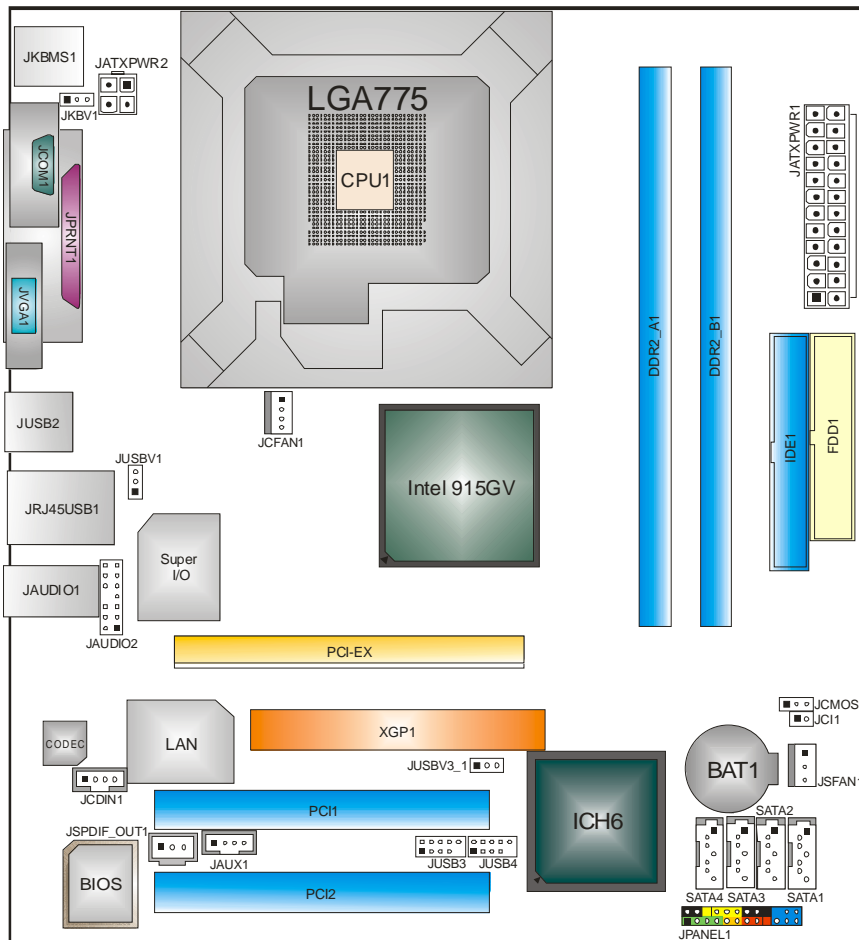 JKBMS1
JATXPWR2
JKBV1
LGA775
CPU1
JATXPWR1
JCOM1
JPRNT1
JVGA1
DDR2_A1
DDR2_B1
IDE1
FDD1
JUSB2
JCFAN1
JUSBV1
Intel 915GV
JRJ45USB1
Super
I/O
JAUDIO1
JAUDIO2
PCI-EX
JCMOS
JCI1
XGP1
LAN
CODEC
JUSBV3_1
BAT1
JSFAN1
JCDIN1
PCI1
ICH6
SATA2
JSPDIF_OUT1
JAUX1
JUSB3
JUSB4
BIOS
PCI2
SATA4
SATA3
SATA1
JPANEL1